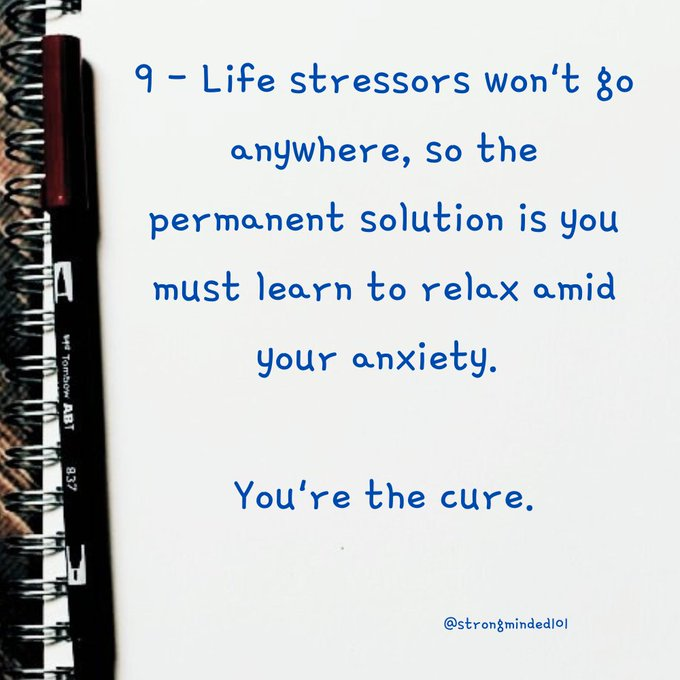 9 - Life stressors won't go
anywhere, so the
permanent solution is you
must learn to relax amid
your anxiety.
You're the cure.
@strongminded101
Tombow ABT
837